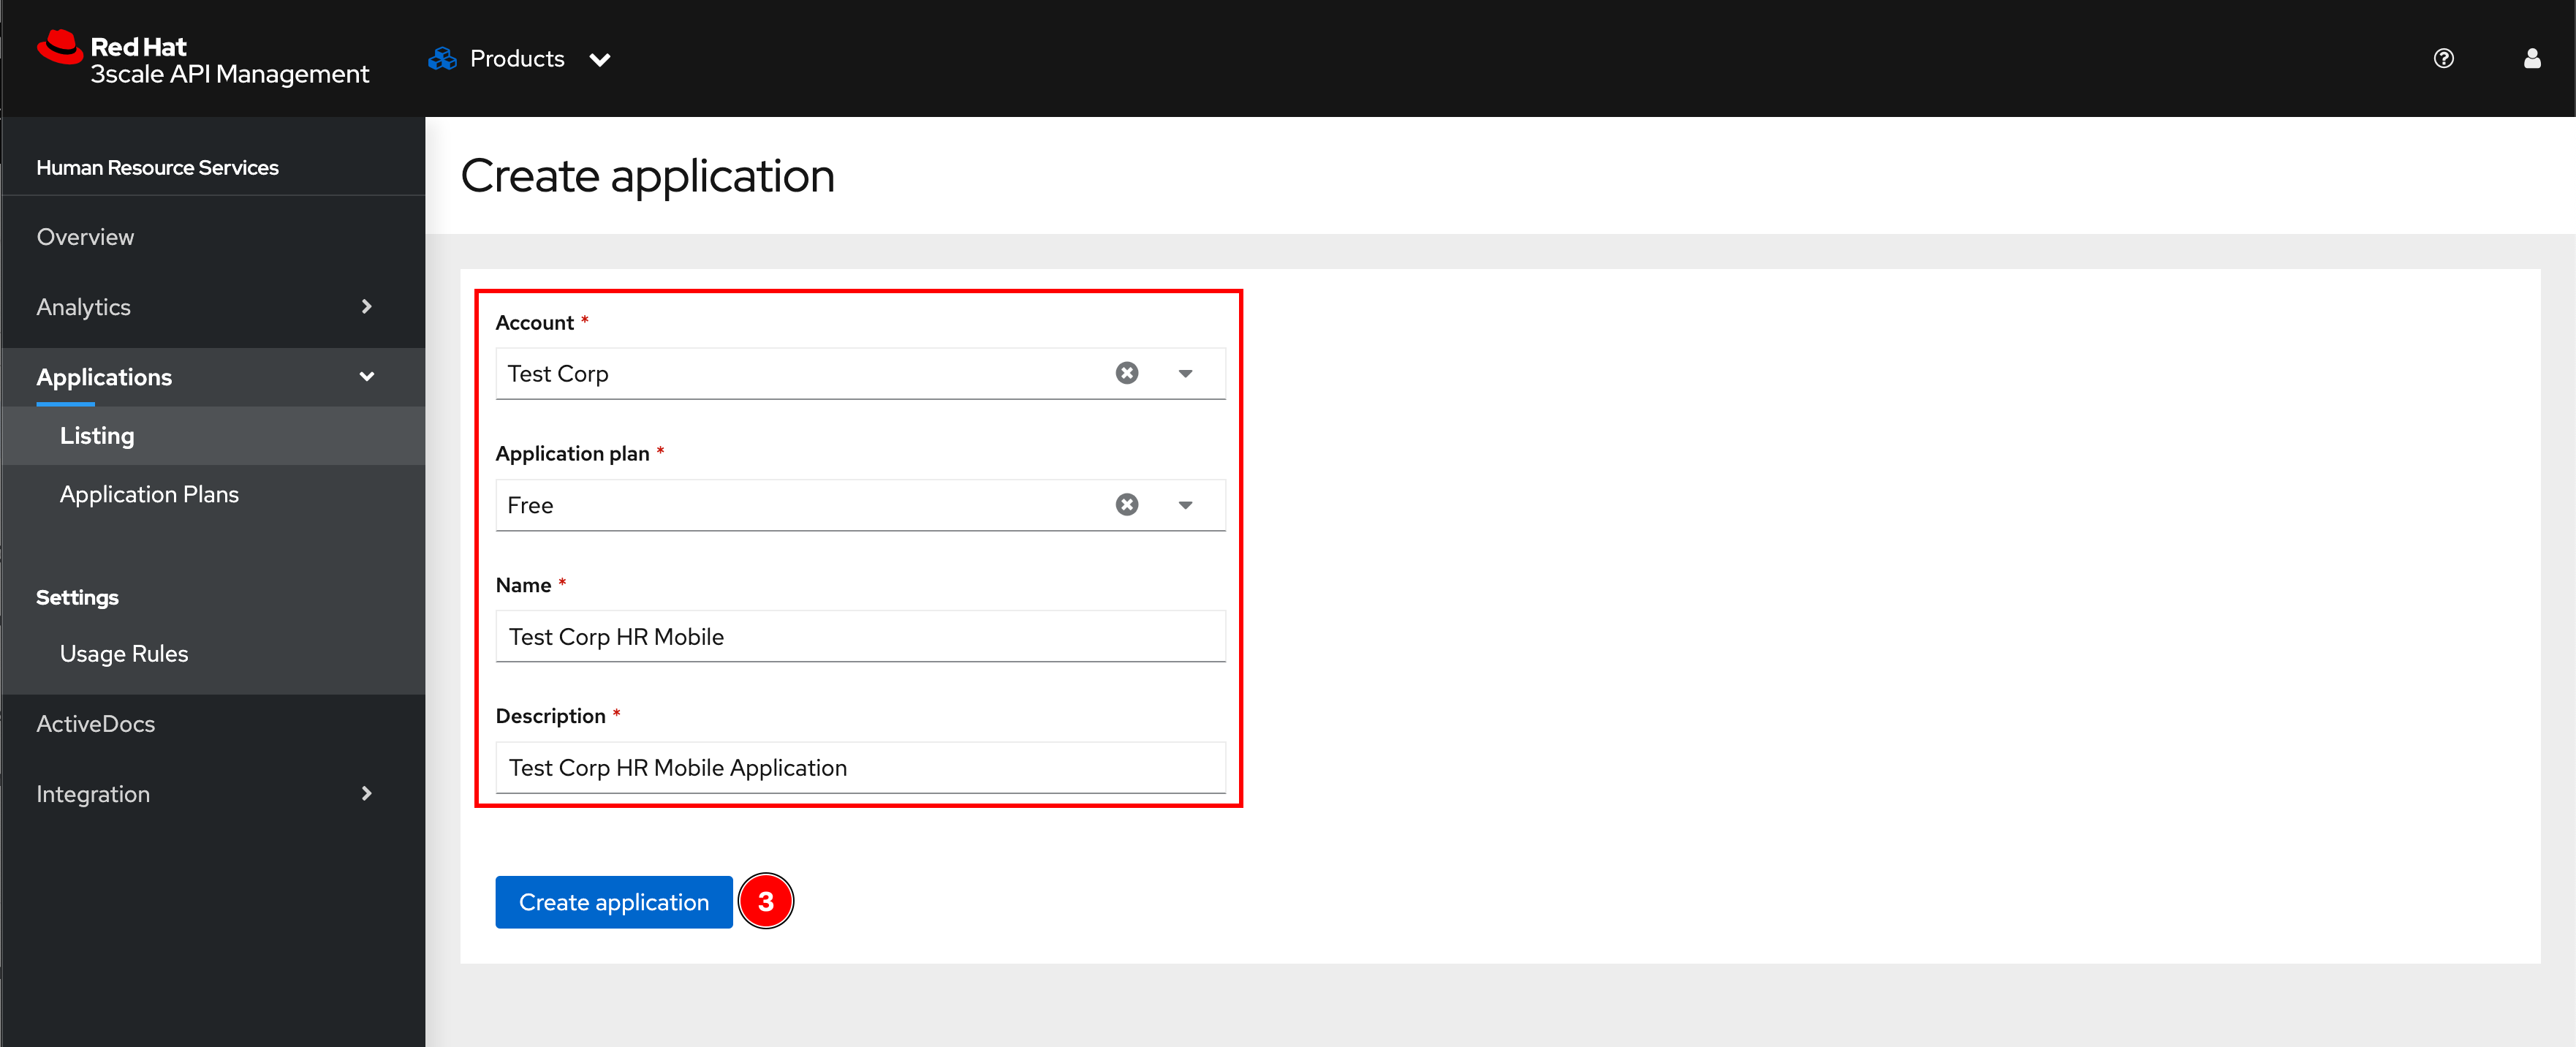 Red Hat
3scale API Management
Products
Human Resource Services
Overview
Analytics
Applications
Listing
Application Plans
Settings
Usage Rules
ActiveDocs
Integration
Create application
Account *
Test Corp
Application plan *
Free
Name *
Test Corp HR Mobile
Description *
Test Corp HR Mobile Application
Create application
3